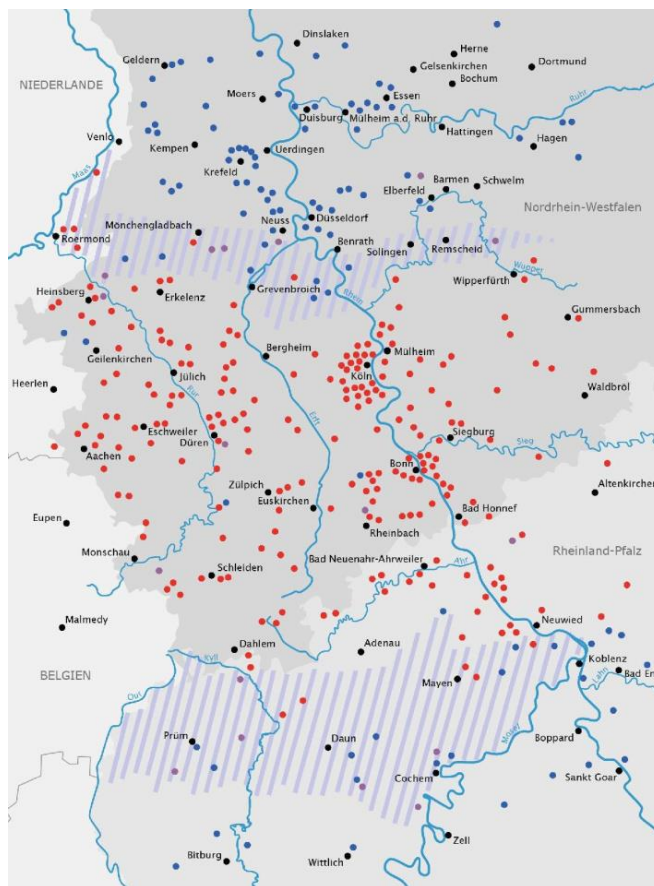 Dinslaken
Herne
Geldern
Gelsenkirchen
Dortmund
NIEDERLANDE
Bochum
Moers
Essen
Ruhr
Duisburg
Mülheim a.d. Ruhr
Venlo
Hattingen
Kempen
Uerdingen
Hagen
Krefeld
Maas
Barmen
Schwelm
Elberfeld
Nordrhein-Westfalen
Mönchengladbach
Neuss
Düsseldorf
Roermond
Benrath
Solingen
Remscheid
Wupper
Wipperfürth
Heinsberg
Erkelenz
Grevenbroich
Rhein
Gummersbach
Geilenkirchen
Bergheim
Mülheim
Köln
Jülich
Heerlen
Rur
Waldbröl
Erft
Eschweiler
Düren
Siegburg
Sieg
Aachen
Bonn
Zülpich
Altenkirchen
Euskirchen
Eupen
Bad Honnef
Rheinbach
Monschau
Bad Neuenahr-Ahrweiler
Rheinland-Pfalz
Ahr
Schleiden
Malmedy
Neuwied
Dahlem
Adenau
Kyll
Koblenz
BELGIEN
Lahn
Bad En
Mayen
Our
Mosel
Prüm
Daun
Boppard
Cochem
Sankt Goar
Zell
Bitburg
Wittlich